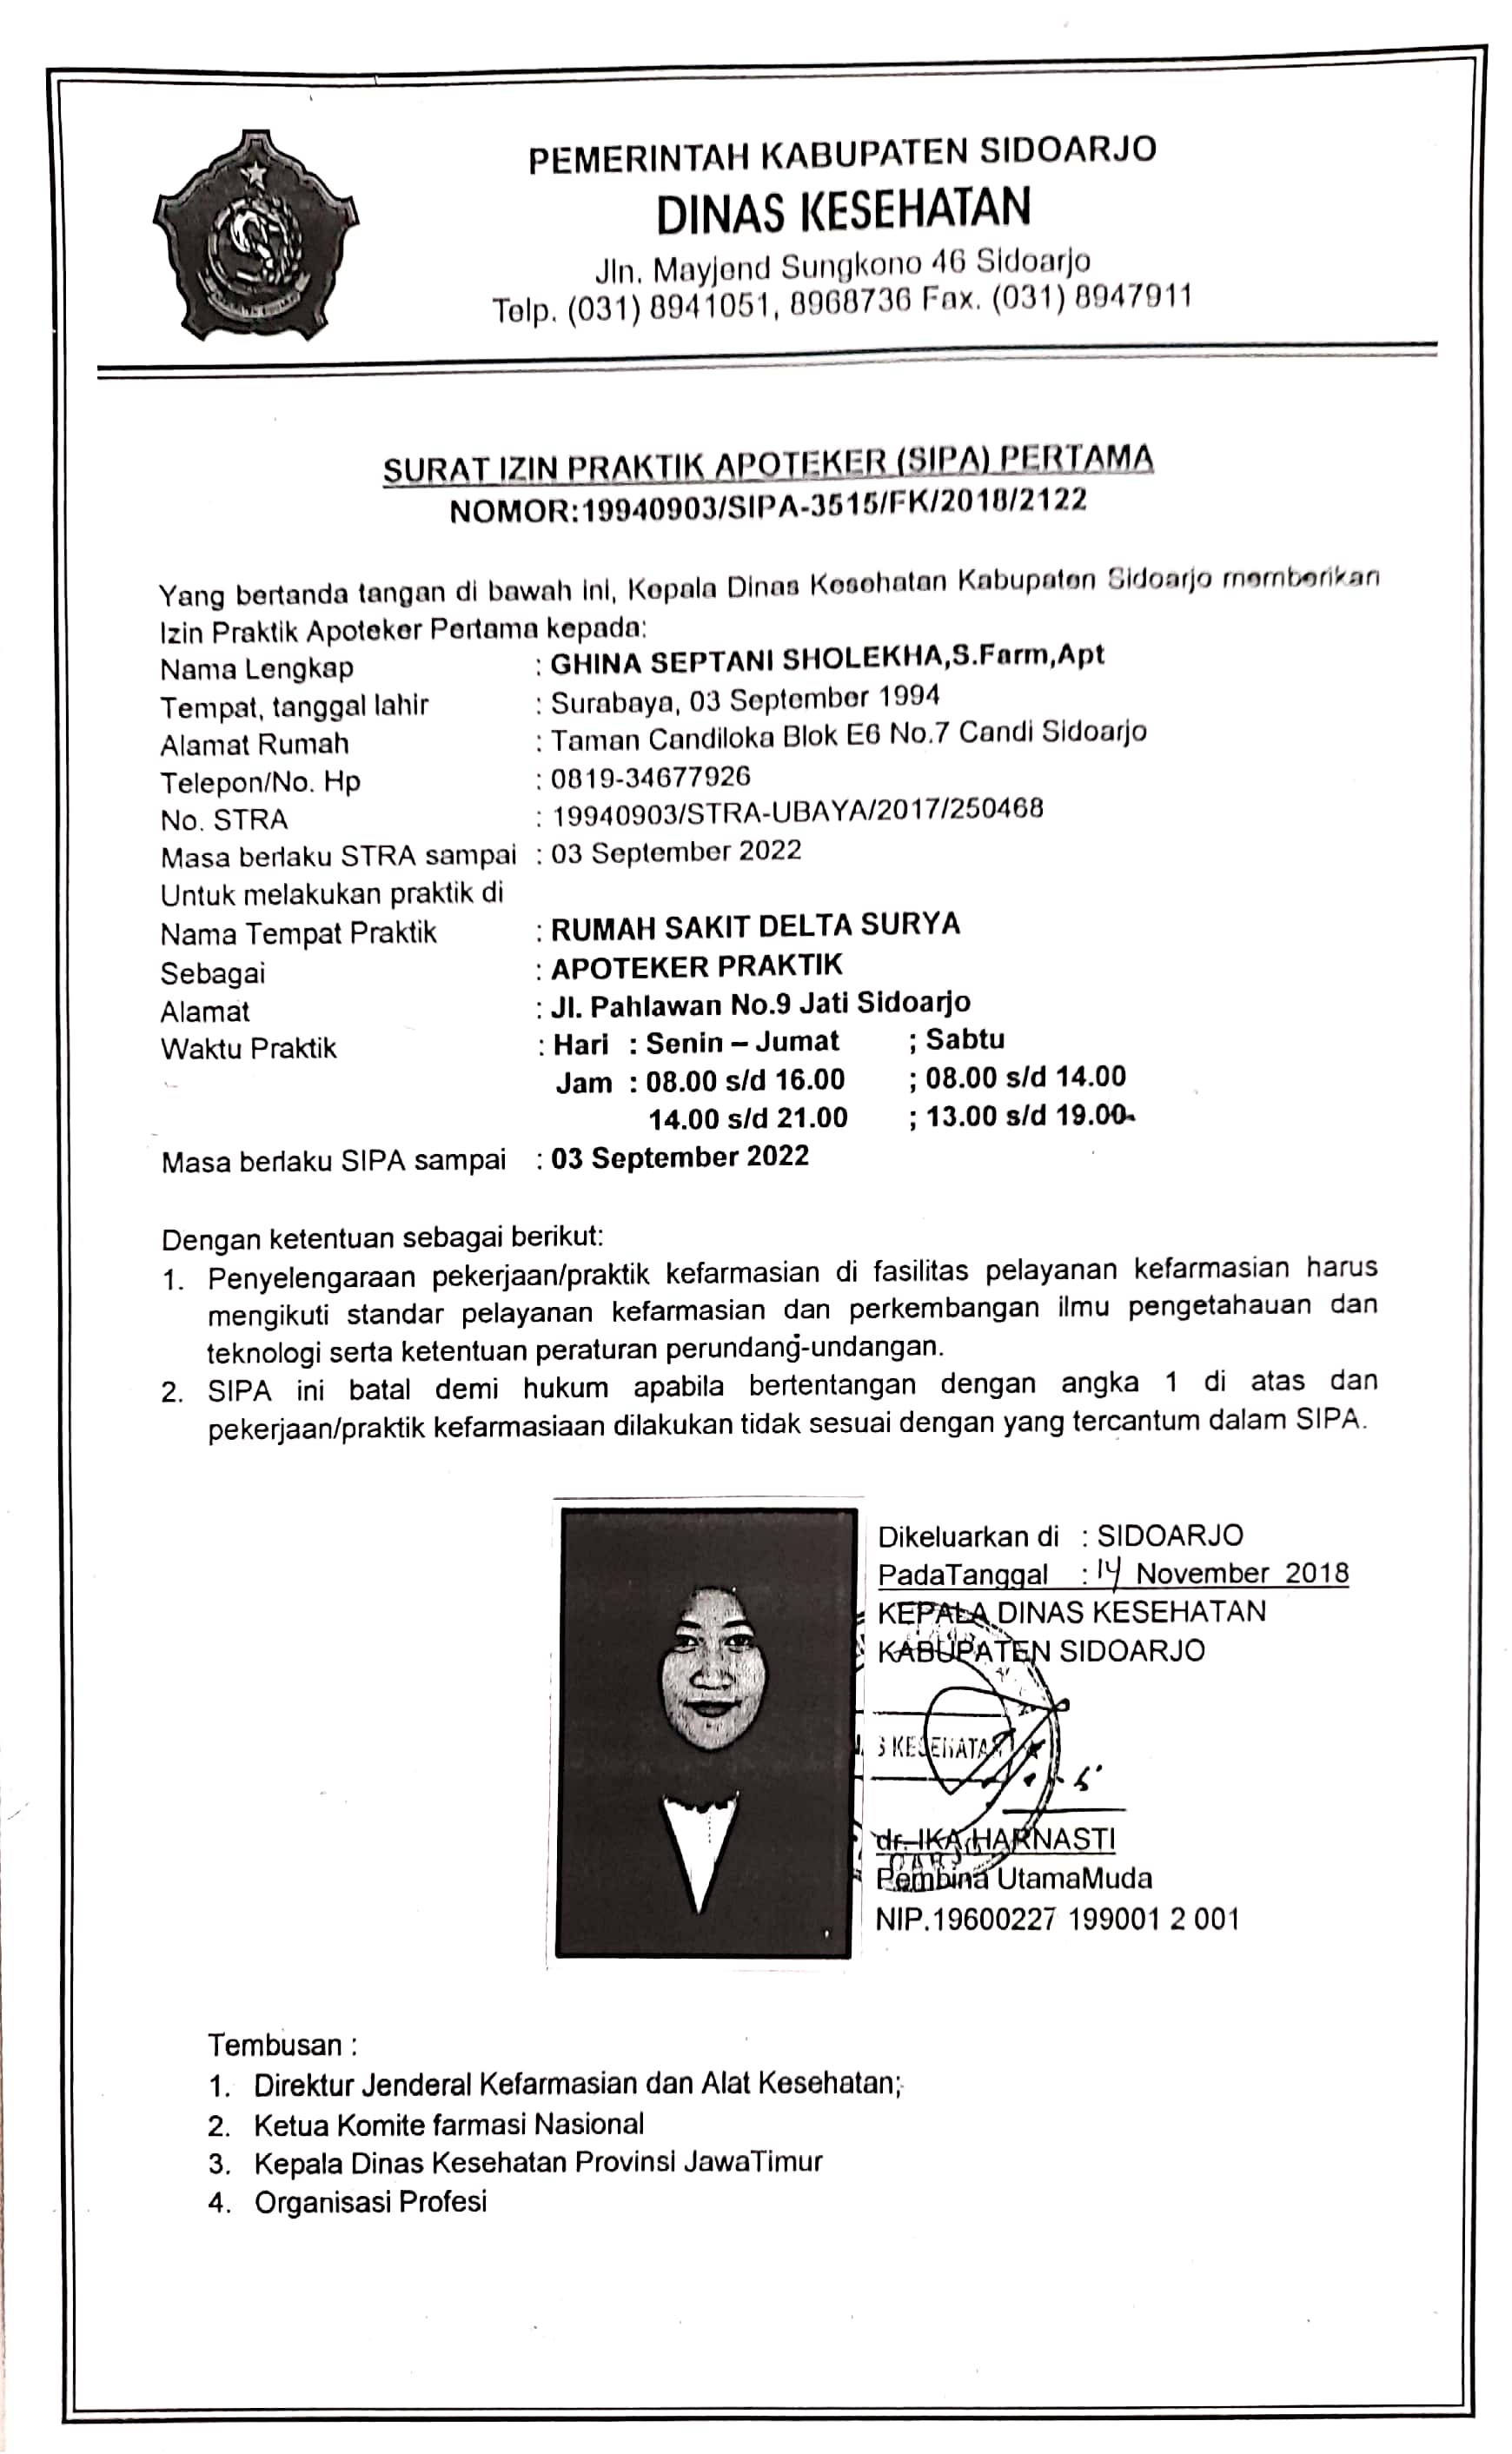 PEMERINTAH KABUPATEN SIDOARJO
DINAS KESEHATAN
Jln. Mayjend Sungkono 46 Sidoarjo
Telp. (031) 8941051, 8968736 Fax. (031) 8947911
SURAT IZIN PRAKTIK APOTEKER (SIPA) PERTAMA
NOMOR:19940903/SIPA-3515/FK/2018/2122
Yang bertanda tangan di bawah ini, Kepala Dinas Kesehatan Kabupaten Sidoarjo memberikan
Izin Praktik Apoteker Pertama kepada:
Nama Lengkap : GHINA SEPTANI SHOLEKHA,S.Farm,Apt
Tempat, tanggal lahir : Surabaya, 03 September 1994
Alamat Rumah : Taman Candiloka Blok E6 No.7 Candi Sidoarjo
Telepon/No. Hp : 0819-34677926
No. STRA : 19940903/STRA-UBAYA/2017/250468
Masa berlaku STRA sampai : 03 September 2022
Untuk melakukan praktik di
Nama Tempat Praktik : RUMAH SAKIT DELTA SURYA
Sebagai : APOTEKER PRAKTIK
Alamat : Jl. Pahlawan No.9 Jati Sidoarjo
Waktu Praktik : Hari : Senin – Jumat ; Sabtu
Jam : 08.00 s/d 16.00 ; 08.00 s/d 14.00
14.00 s/d 21.00 ; 13.00 s/d 19.00
Masa berlaku SIPA sampai : 03 September 2022
Dengan ketentuan sebagai berikut:
1. Penyelengaraan pekerjaan/praktik kefarmasian di fasilitas pelayanan kefarmasian harus
mengikuti standar pelayanan kefarmasian dan perkembangan ilmu pengetahauan dan
teknologi serta ketentuan peraturan perundang-undangan.
2. SIPA ini batal demi hukum apabila bertentangan dengan angka 1 di atas dan
pekerjaan/praktik kefarmasiaan dilakukan tidak sesuai dengan yang tercantum dalam SIPA.
Dikeluarkan di : SIDOARJO
PadaTanggal : 14 November 2018
KEPALA DINAS KESEHATAN
KABUPATEN SIDOARJO
S KESEHATAN
dr. IKA HARNASTI
Pembina UtamaMuda
NIP.19600227 199001 2 001
Tembusan :
1. Direktur Jenderal Kefarmasian dan Alat Kesehatan;
2. Ketua Komite farmasi Nasional
3. Kepala Dinas Kesehatan Provinsi JawaTimur
4. Organisasi Profesi